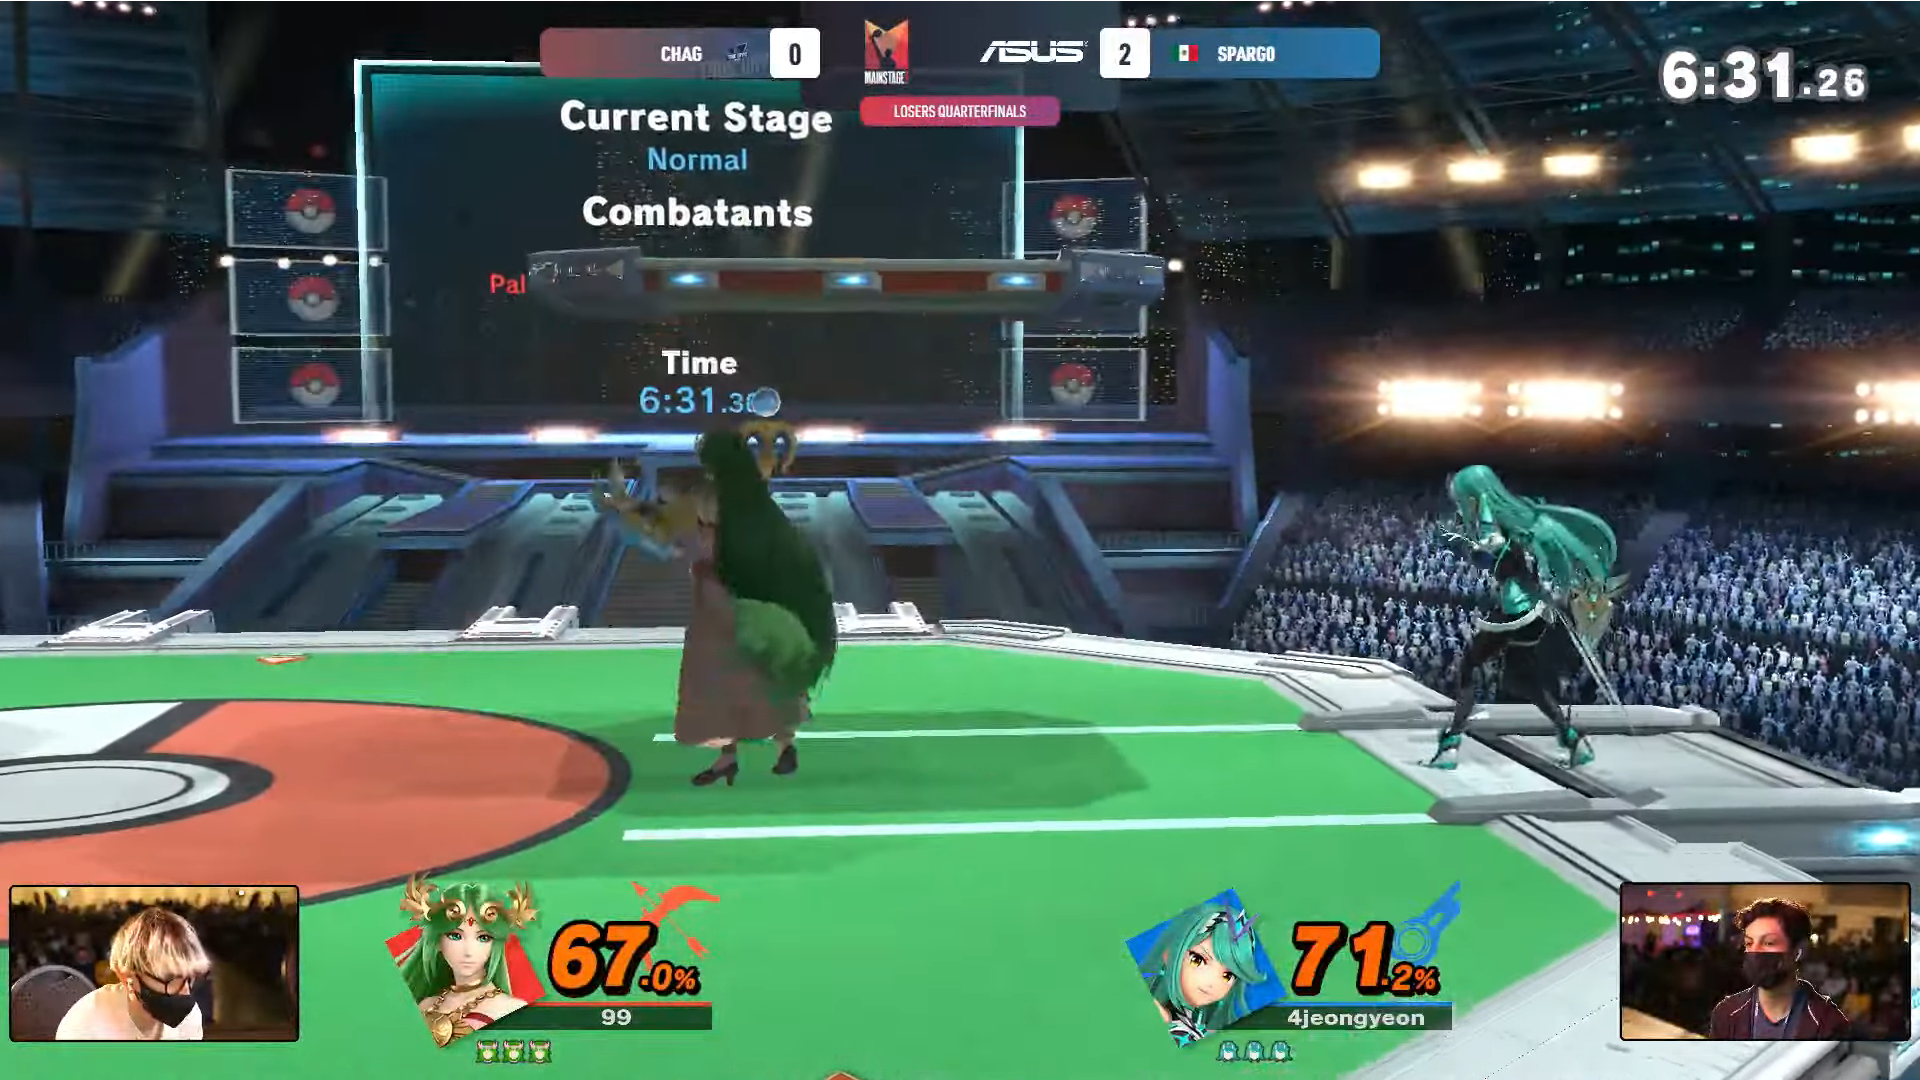 CHAG
0
MAINSTAGE
ASUS
2
SPARGO
6:31.26
LOSERS QUARTERFINALS
Current Stage
Normal
Combatants
Pal
Time
6:31.3
67.0%
99
71.2%
4jeongyeon